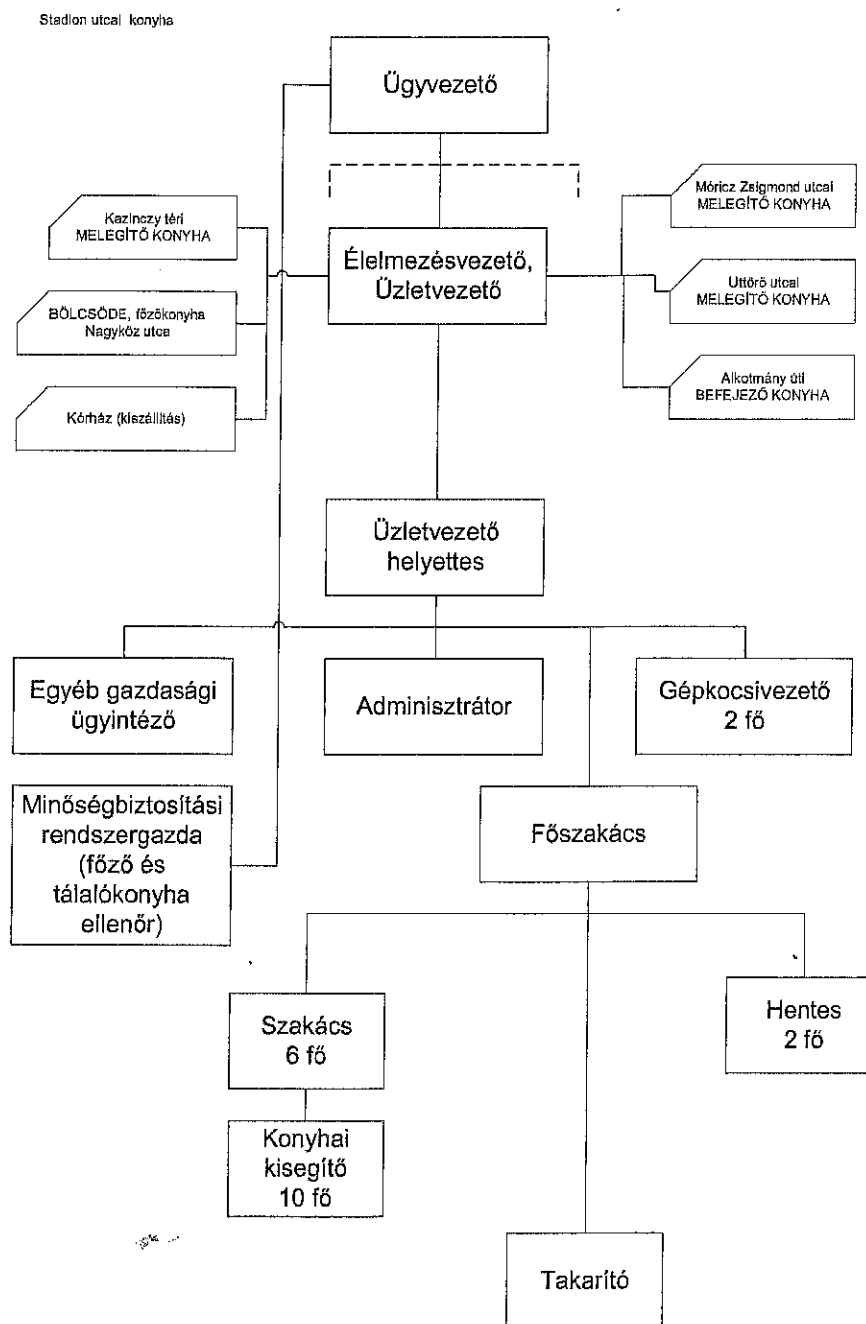 Stadion utcai konyha
Ügyvezető
Kazinczy téri
MELEGÍTŐ KONYHA
Móricz Zsigmond utcai
MELEGÍTŐ KONYHA
Élelmezésvezető,
Üzletvezető
BÖLCSÖDE, főzőkonyha
Nagyköz utca
Úttörő utcai
MELEGÍTŐ KONYHA
Kórház (kiszállítás)
Alkotmány úti
BEFEJEZŐ KONYHA
Üzletvezető
helyettes
Egyéb gazdasági
ügyintéző
Adminisztrátor
Gépkocsivezető
2 fő
Minőségbiztosítási
rendszergazda
(főző és
tálalókonyha
ellenőr)
Főszakács
Szakács
6 fő
Hentes
2 fő
Konyhai
kisegítő
10 fő
Takarító